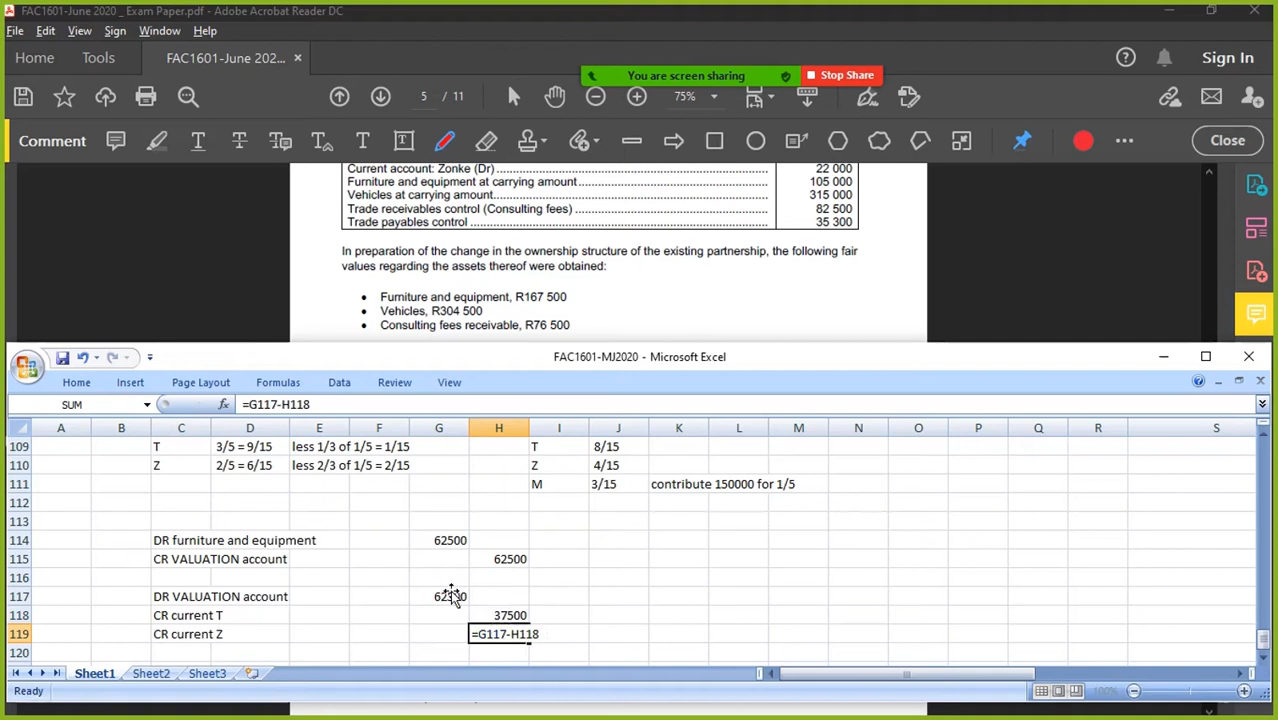 FAC1601-June 2020 _ Exam Paper.pdf - Adobe Acrobat Reader DC
File Edit View Sign Window Help
Home Tools FAC1601-June 202... × Sign In
You are screen sharing Stop Share
5 / 11 75%
Comment Close
Current account: Zonke (Dr) 22 000
Furniture and equipment at carrying amount 105 000
Vehicles at carrying amount 315 000
Trade receivables control (Consulting fees) 82 500
Trade payables control 35 300
In preparation of the change in the ownership structure of the existing partnership, the following fair
values regarding the assets thereof were obtained:
• Furniture and equipment, R167 500
• Vehicles, R304 500
• Consulting fees receivable, R76 500
FAC1601-MJ2020 - Microsoft Excel
Home Insert Page Layout Formulas Data Review View
SUM fx =G117-H118
A B C D E F G H I J K L M N O P Q R S
109 T 3/5 = 9/15 less 1/3 of 1/5 = 1/15 T 8/15
110 Z 2/5 = 6/15 less 2/3 of 1/5 = 2/15 Z 4/15
111 M 3/15 contribute 150000 for 1/5
112
113
114 DR furniture and equipment 62500
115 CR VALUATION account 62500
116
117 DR VALUATION account
118 CR current T 37500
119 CR current Z =G117-H118
120
Sheet1 Sheet2 Sheet3
Ready 100%